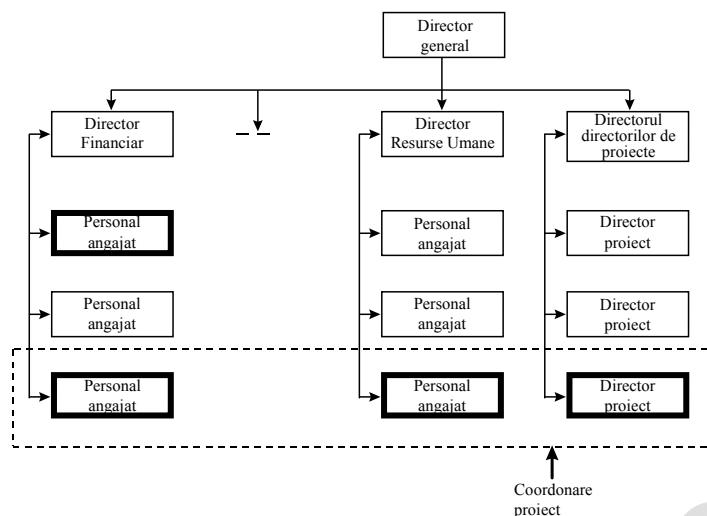 Director
general
Director
Financiar
Director
Resurse Umane
Directorul
directorilor de
proiecte
Personal
angajat
Personal
angajat
Director
proiect
Personal
angajat
Personal
angajat
Director
proiect
Personal
angajat
Personal
angajat
Director
proiect
Coordonare
proiect